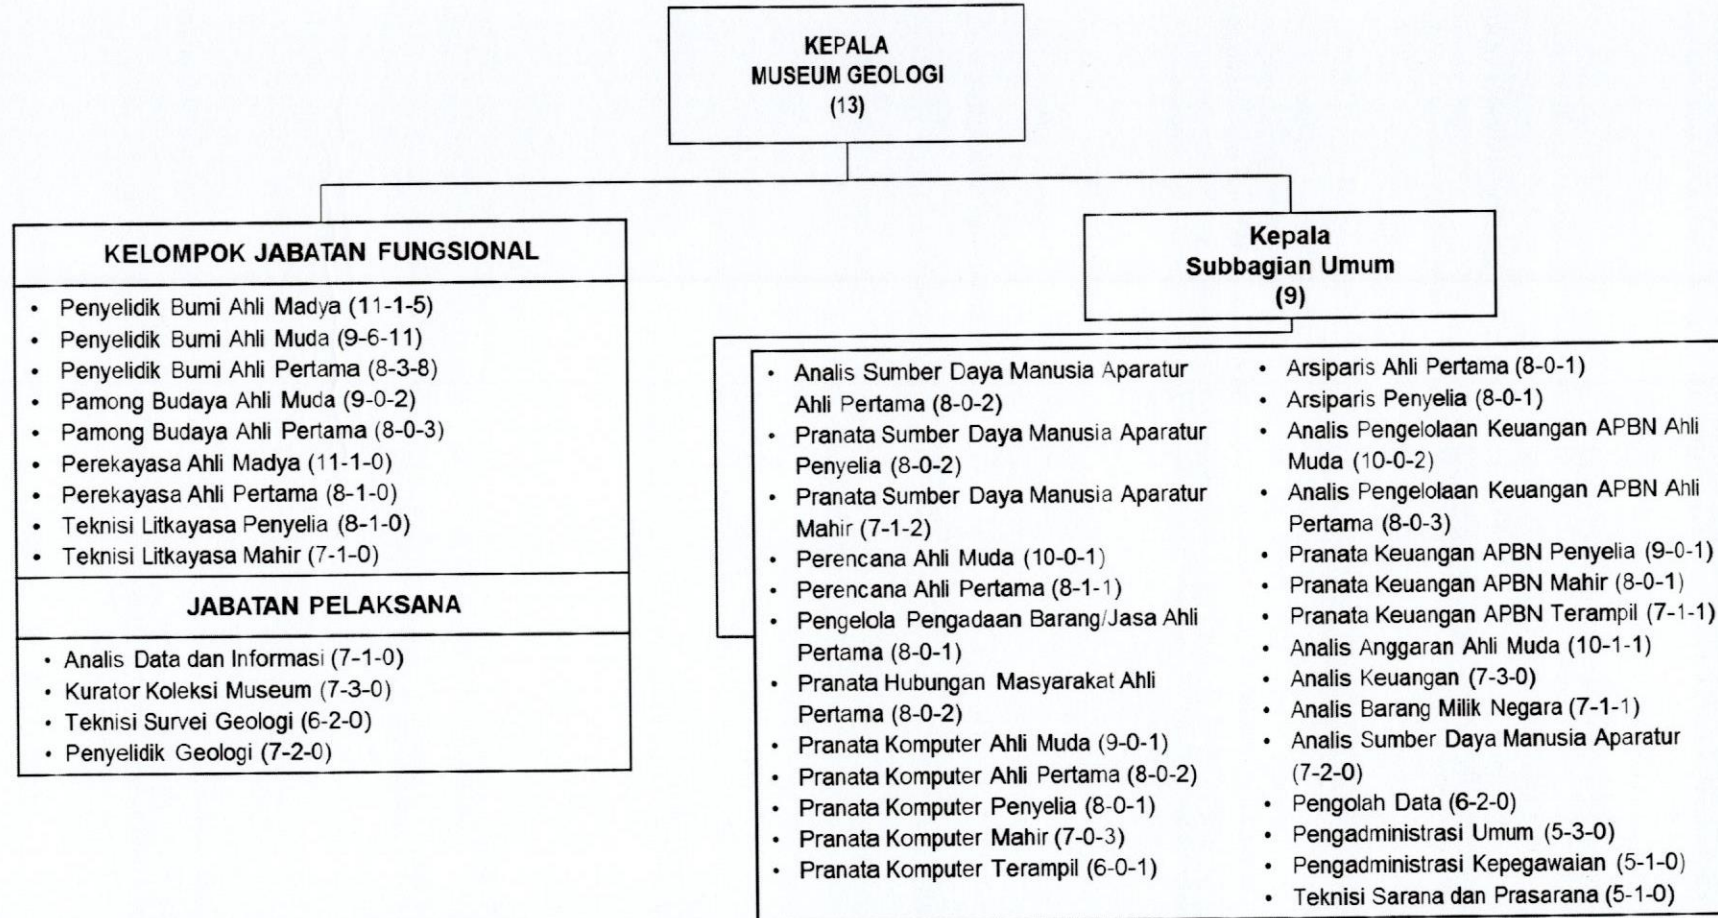 KEPALA
MUSEUM GEOLOGI
(13)
KELOMPOK JABATAN FUNGSIONAL
• Penyelidik Bumi Ahli Madya (11-1-5)
• Penyelidik Bumi Ahli Muda (9-6-11)
• Penyelidik Bumi Ahli Pertama (8-3-8)
• Pamong Budaya Ahli Muda (9-0-2)
• Pamong Budaya Ahli Pertama (8-0-3)
• Perekayasa Ahli Madya (11-1-0)
• Perekayasa Ahli Pertama (8-1-0)
• Teknisi Litkayasa Penyelia (8-1-0)
• Teknisi Litkayasa Mahir (7-1-0)
JABATAN PELAKSANA
• Analis Data dan Informasi (7-1-0)
• Kurator Koleksi Museum (7-3-0)
• Teknisi Survei Geologi (6-2-0)
• Penyelidik Geologi (7-2-0)
Kepala
Subbagian Umum
(9)
• Analis Sumber Daya Manusia Aparatur
Ahli Pertama (8-0-2)
• Pranata Sumber Daya Manusia Aparatur
Penyelia (8-0-2)
• Pranata Sumber Daya Manusia Aparatur
Mahir (7-1-2)
• Perencana Ahli Muda (10-0-1)
• Perencana Ahli Pertama (8-1-1)
• Pengelola Pengadaan Barang/Jasa Ahli
Pertama (8-0-1)
• Pranata Hubungan Masyarakat Ahli
Pertama (8-0-2)
• Pranata Komputer Ahli Muda (9-0-1)
• Pranata Komputer Ahli Pertama (8-0-2)
• Pranata Komputer Penyelia (8-0-1)
• Pranata Komputer Mahir (7-0-3)
• Pranata Komputer Terampil (6-0-1)
• Arsiparis Ahli Pertama (8-0-1)
• Arsiparis Penyelia (8-0-1)
• Analis Pengelolaan Keuangan APBN Ahli
Muda (10-0-2)
• Analis Pengelolaan Keuangan APBN Ahli
Pertama (8-0-3)
• Pranata Keuangan APBN Penyelia (9-0-1)
• Pranata Keuangan APBN Mahir (8-0-1)
• Pranata Keuangan APBN Terampil (7-1-1)
• Analis Anggaran Ahli Muda (10-1-1)
• Analis Keuangan (7-3-0)
• Analis Barang Milik Negara (7-1-1)
• Analis Sumber Daya Manusia Aparatur
(7-2-0)
• Pengolah Data (6-2-0)
• Pengadministrasi Umum (5-3-0)
• Pengadministrasi Kepegawaian (5-1-0)
• Teknisi Sarana dan Prasarana (5-1-0)